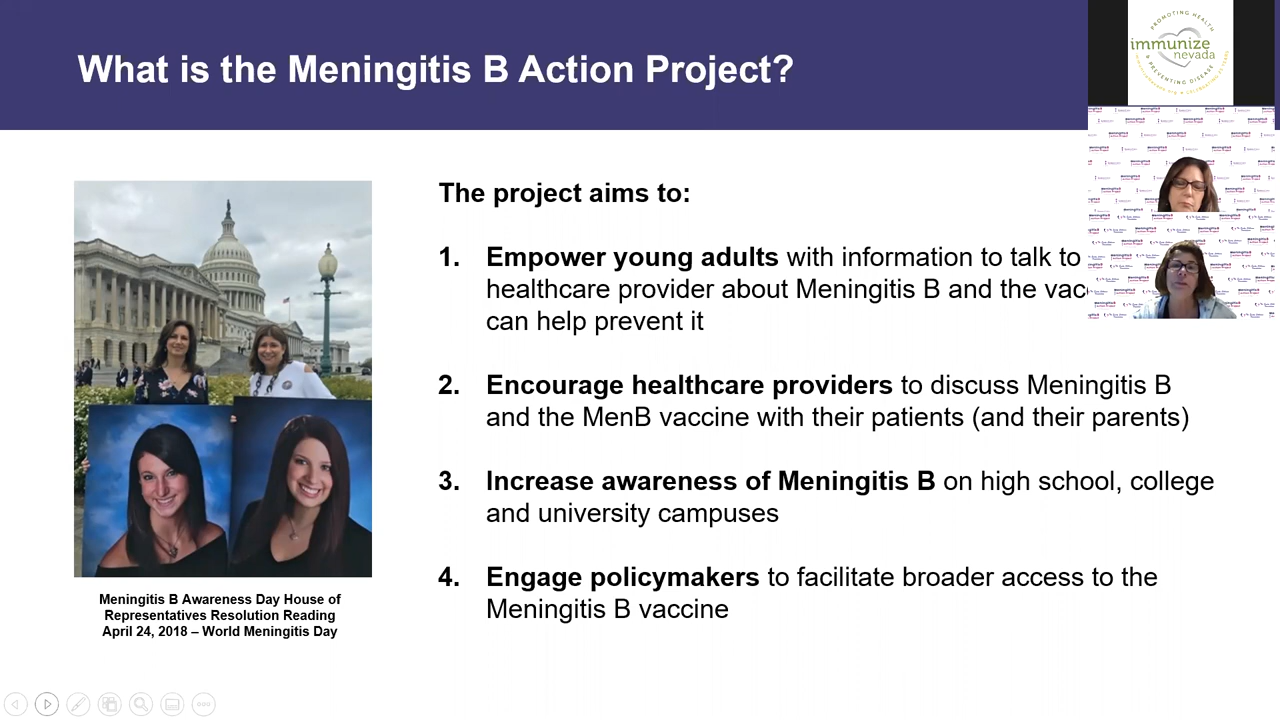 What is the Meningitis B Action Project?
PROMOTING HEALTH
immunize
nevada
& PREVENTING DISEASE
The project aims to:
1. Empower young adults with information to talk to
healthcare provider about Meningitis B and the vac
can help prevent it
2. Encourage healthcare providers to discuss Meningitis B
and the MenB vaccine with their patients (and their parents)
3. Increase awareness of Meningitis B on high school, college
and university campuses
4. Engage policymakers to facilitate broader access to the
Meningitis B vaccine
Meningitis B Awareness Day House of
Representatives Resolution Reading
April 24, 2018 – World Meningitis Day